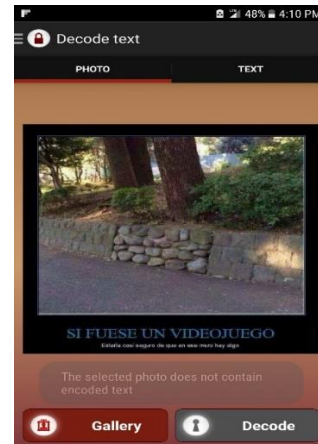 48% 4:10 PM
Decode text
PHOTO
TEXT
SI FUESE UN VIDEOJUEGO
Estaría casi seguro de que en ese muro hay algo
The selected photo does not contain
encoded text
Gallery
Decode